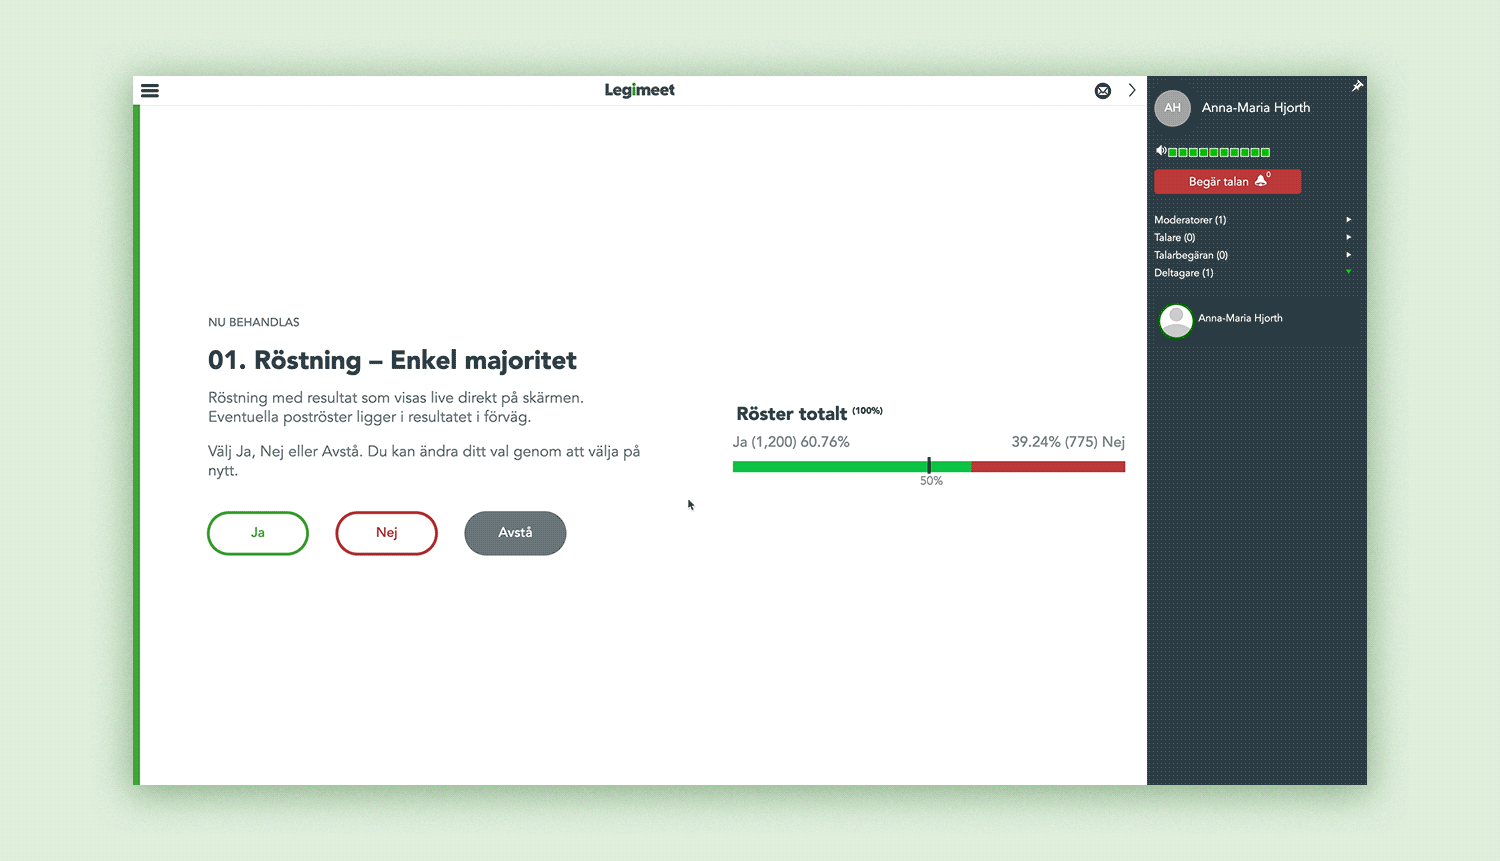 Legimeet
NU BEHANDLAS
01. Röstning – Enkel majoritet
Röstning med resultat som visas live direkt på skärmen.
Eventuella poströster ligger i resultatet i förväg.
Välj Ja, Nej eller Avstå. Du kan ändra ditt val genom att välja på
nytt.
Ja
Nej
Avstå
Röster totalt (100%)
Ja (1,200) 60.76%
39.24% (775) Nej
50%
AH
Anna-Maria Hjorth
Begär talan 0
Moderatorer (1)
Talare (0)
Talarbegäran (0)
Deltagare (1)
Anna-Maria Hjorth